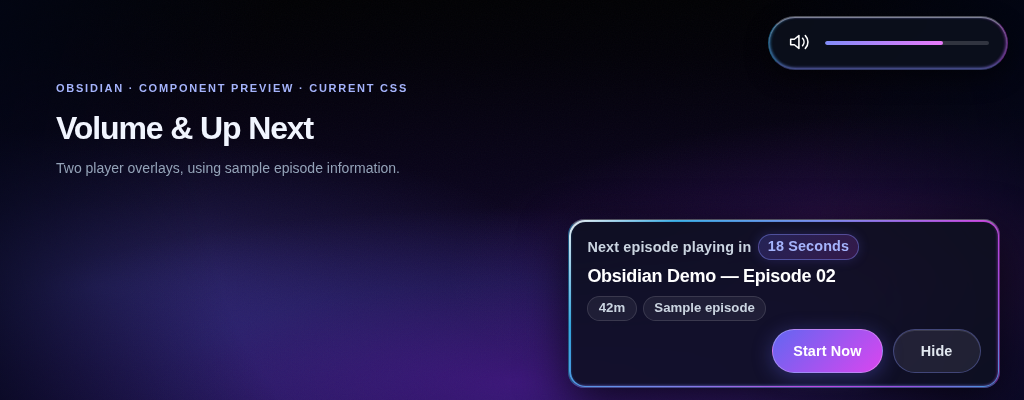 OBSIDIAN · COMPONENT PREVIEW · CURRENT CSS
Volume & Up Next
Two player overlays, using sample episode information.
Next episode playing in 18 Seconds
Obsidian Demo — Episode 02
42m Sample episode
Start Now Hide